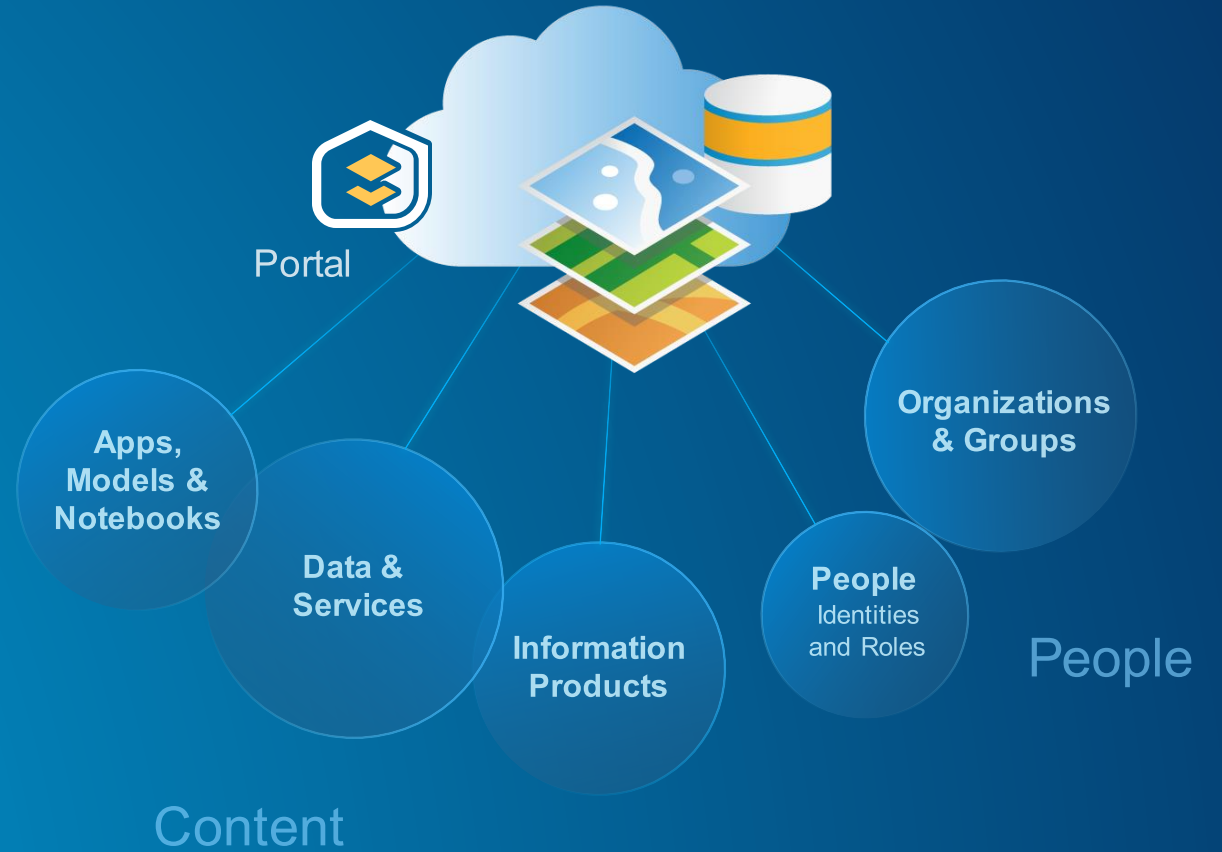 Portal
Organizations
& Groups
Apps,
Models &
Notebooks
Data &
Services
People
Identities
and Roles
Information
Products
People
Content